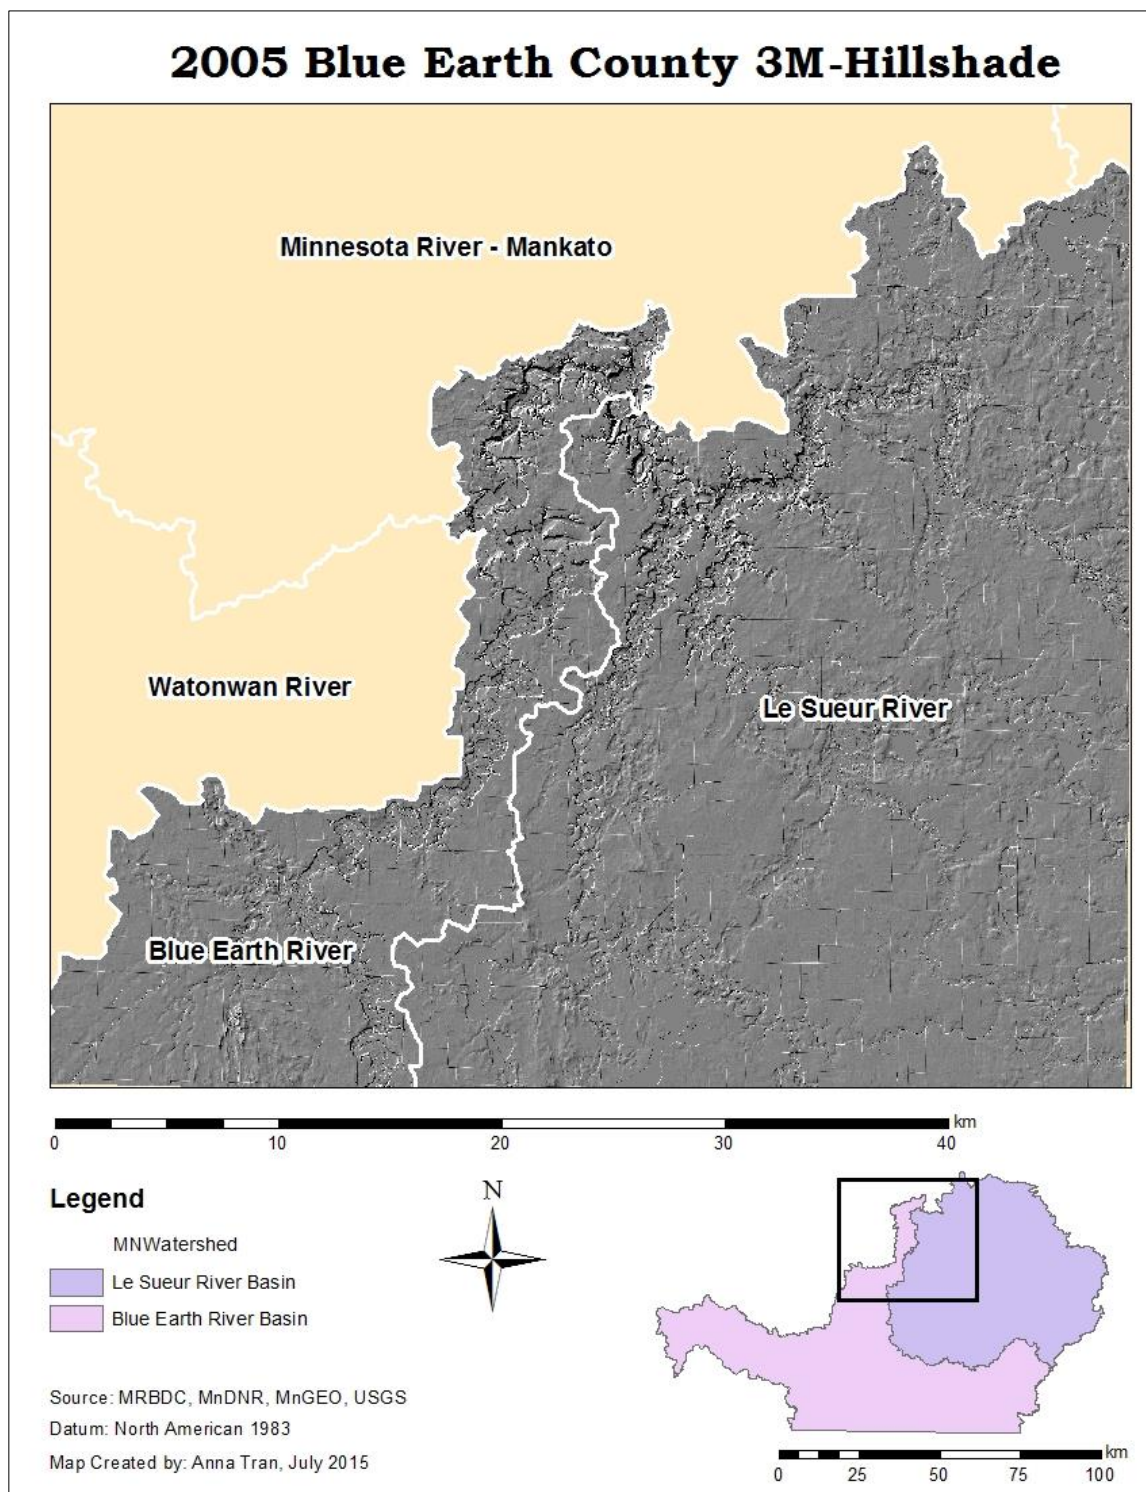 2005 Blue Earth County 3M-Hillshade
Minnesota River - Mankato
Watonwan River
Le Sueur River
Blue Earth River
0 10 20 30 40 km
Legend
MNWatershed
Le Sueur River Basin
Blue Earth River Basin
N
Source: MRBDC, MnDNR, MnGEO, USGS
Datum: North American 1983
Map Created by: Anna Tran, July 2015
0 25 50 75 100 km